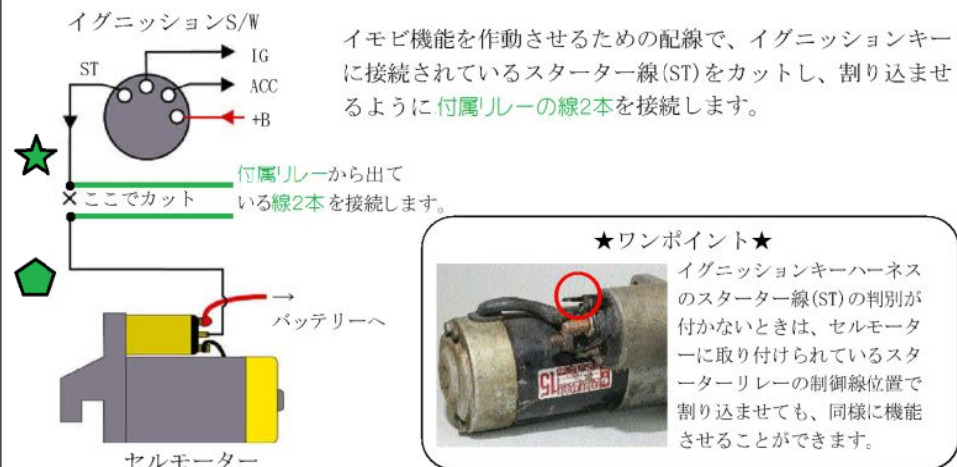 イグニッションS/W
IG
ST
ACC
+B
イモビ機能を作動させるための配線で、イグニッションキー
に接続されているスターター線(ST)をカットし、割り込ませ
るように付属リレーの線2本を接続します。
付属リレーから出て
いる線2本を接続します。
×ここでカット
→
バッテリーへ
セルモーター
★ワンポイント★
イグニッションキーハーネス
のスターター線(ST)の判別が
付かないときは、セルモータ
ーに取り付けられているスタ
ーターリレーの制御線位置で
割り込ませても、同様に機能
させることができます。